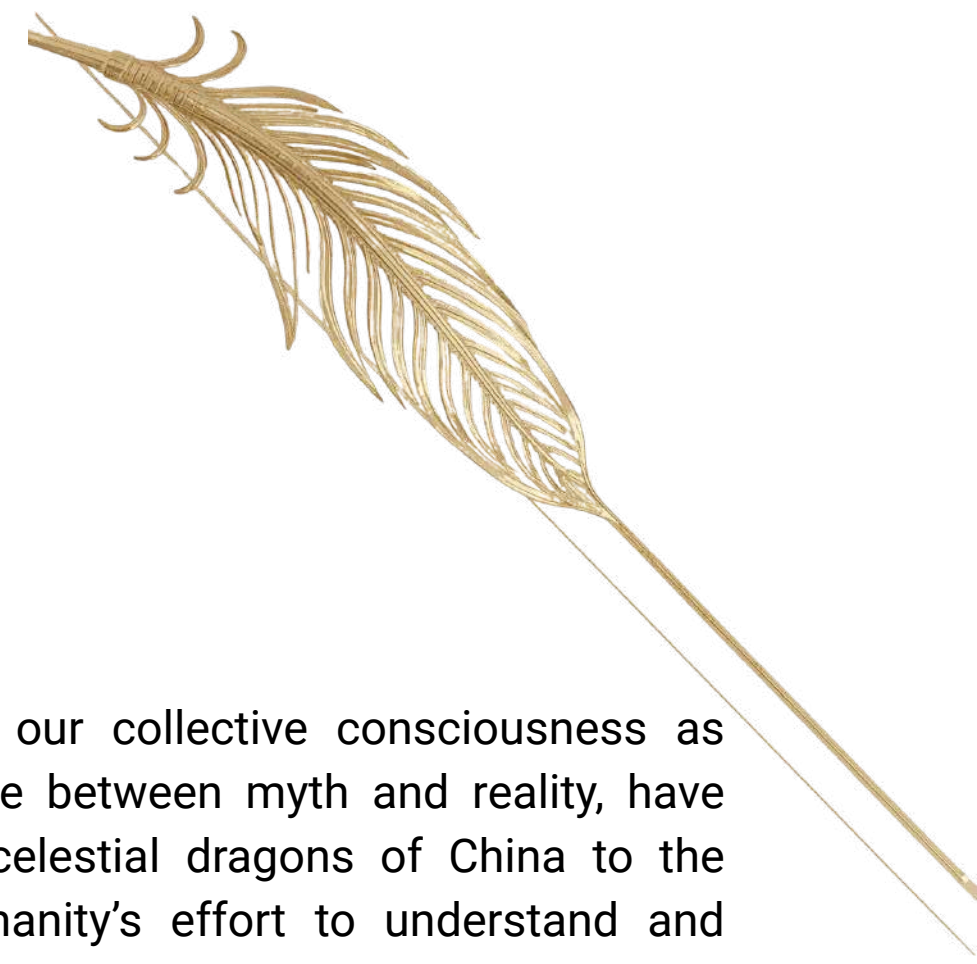 our collective consciousness as
between myth and reality, have
celestial dragons of China to the
effort to understand and